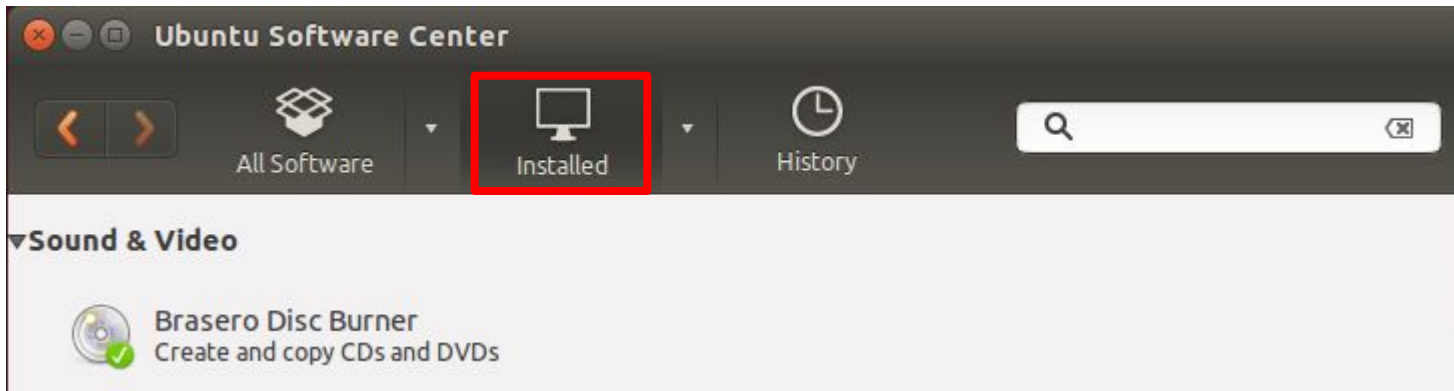 Ubuntu Software Center
All Software
Installed
History
Sound & Video
Brasero Disc Burner
Create and copy CDs and DVDs